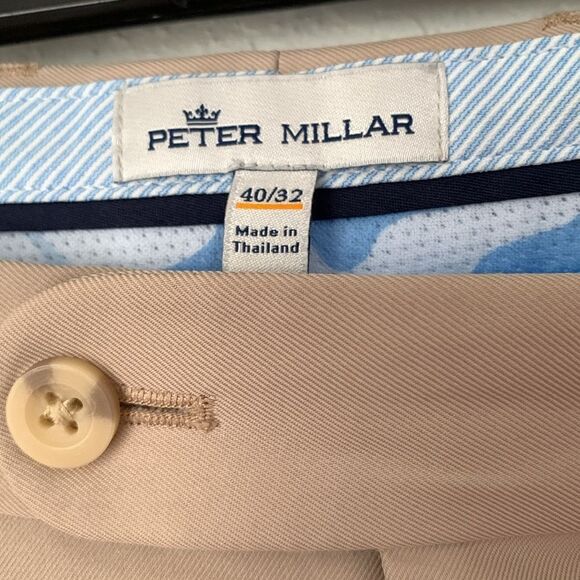 PETER MILLAR
40/32
Made in
Thailand